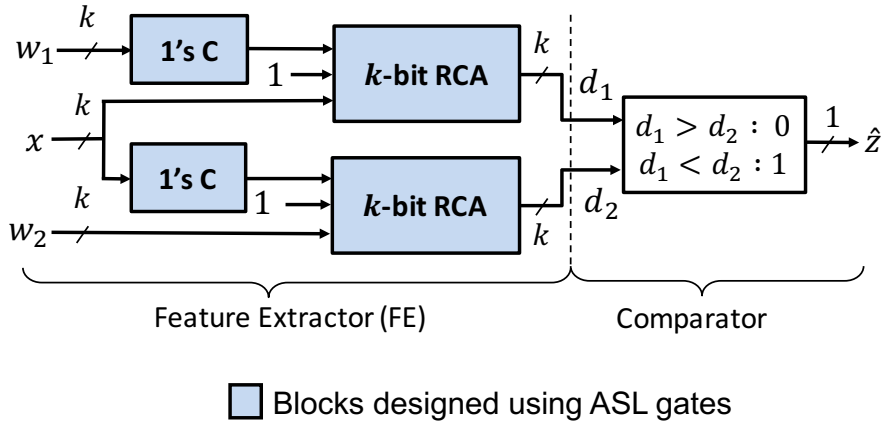 k
w₁
1's C
1
k-bit RCA
k
d₁
k
x
k
1's C
1
w₂
k
k-bit RCA
k
d₂
d₁ > d₂ : 0
d₁ < d₂ : 1
1
ẑ
Feature Extractor (FE)
Comparator
Blocks designed using ASL gates